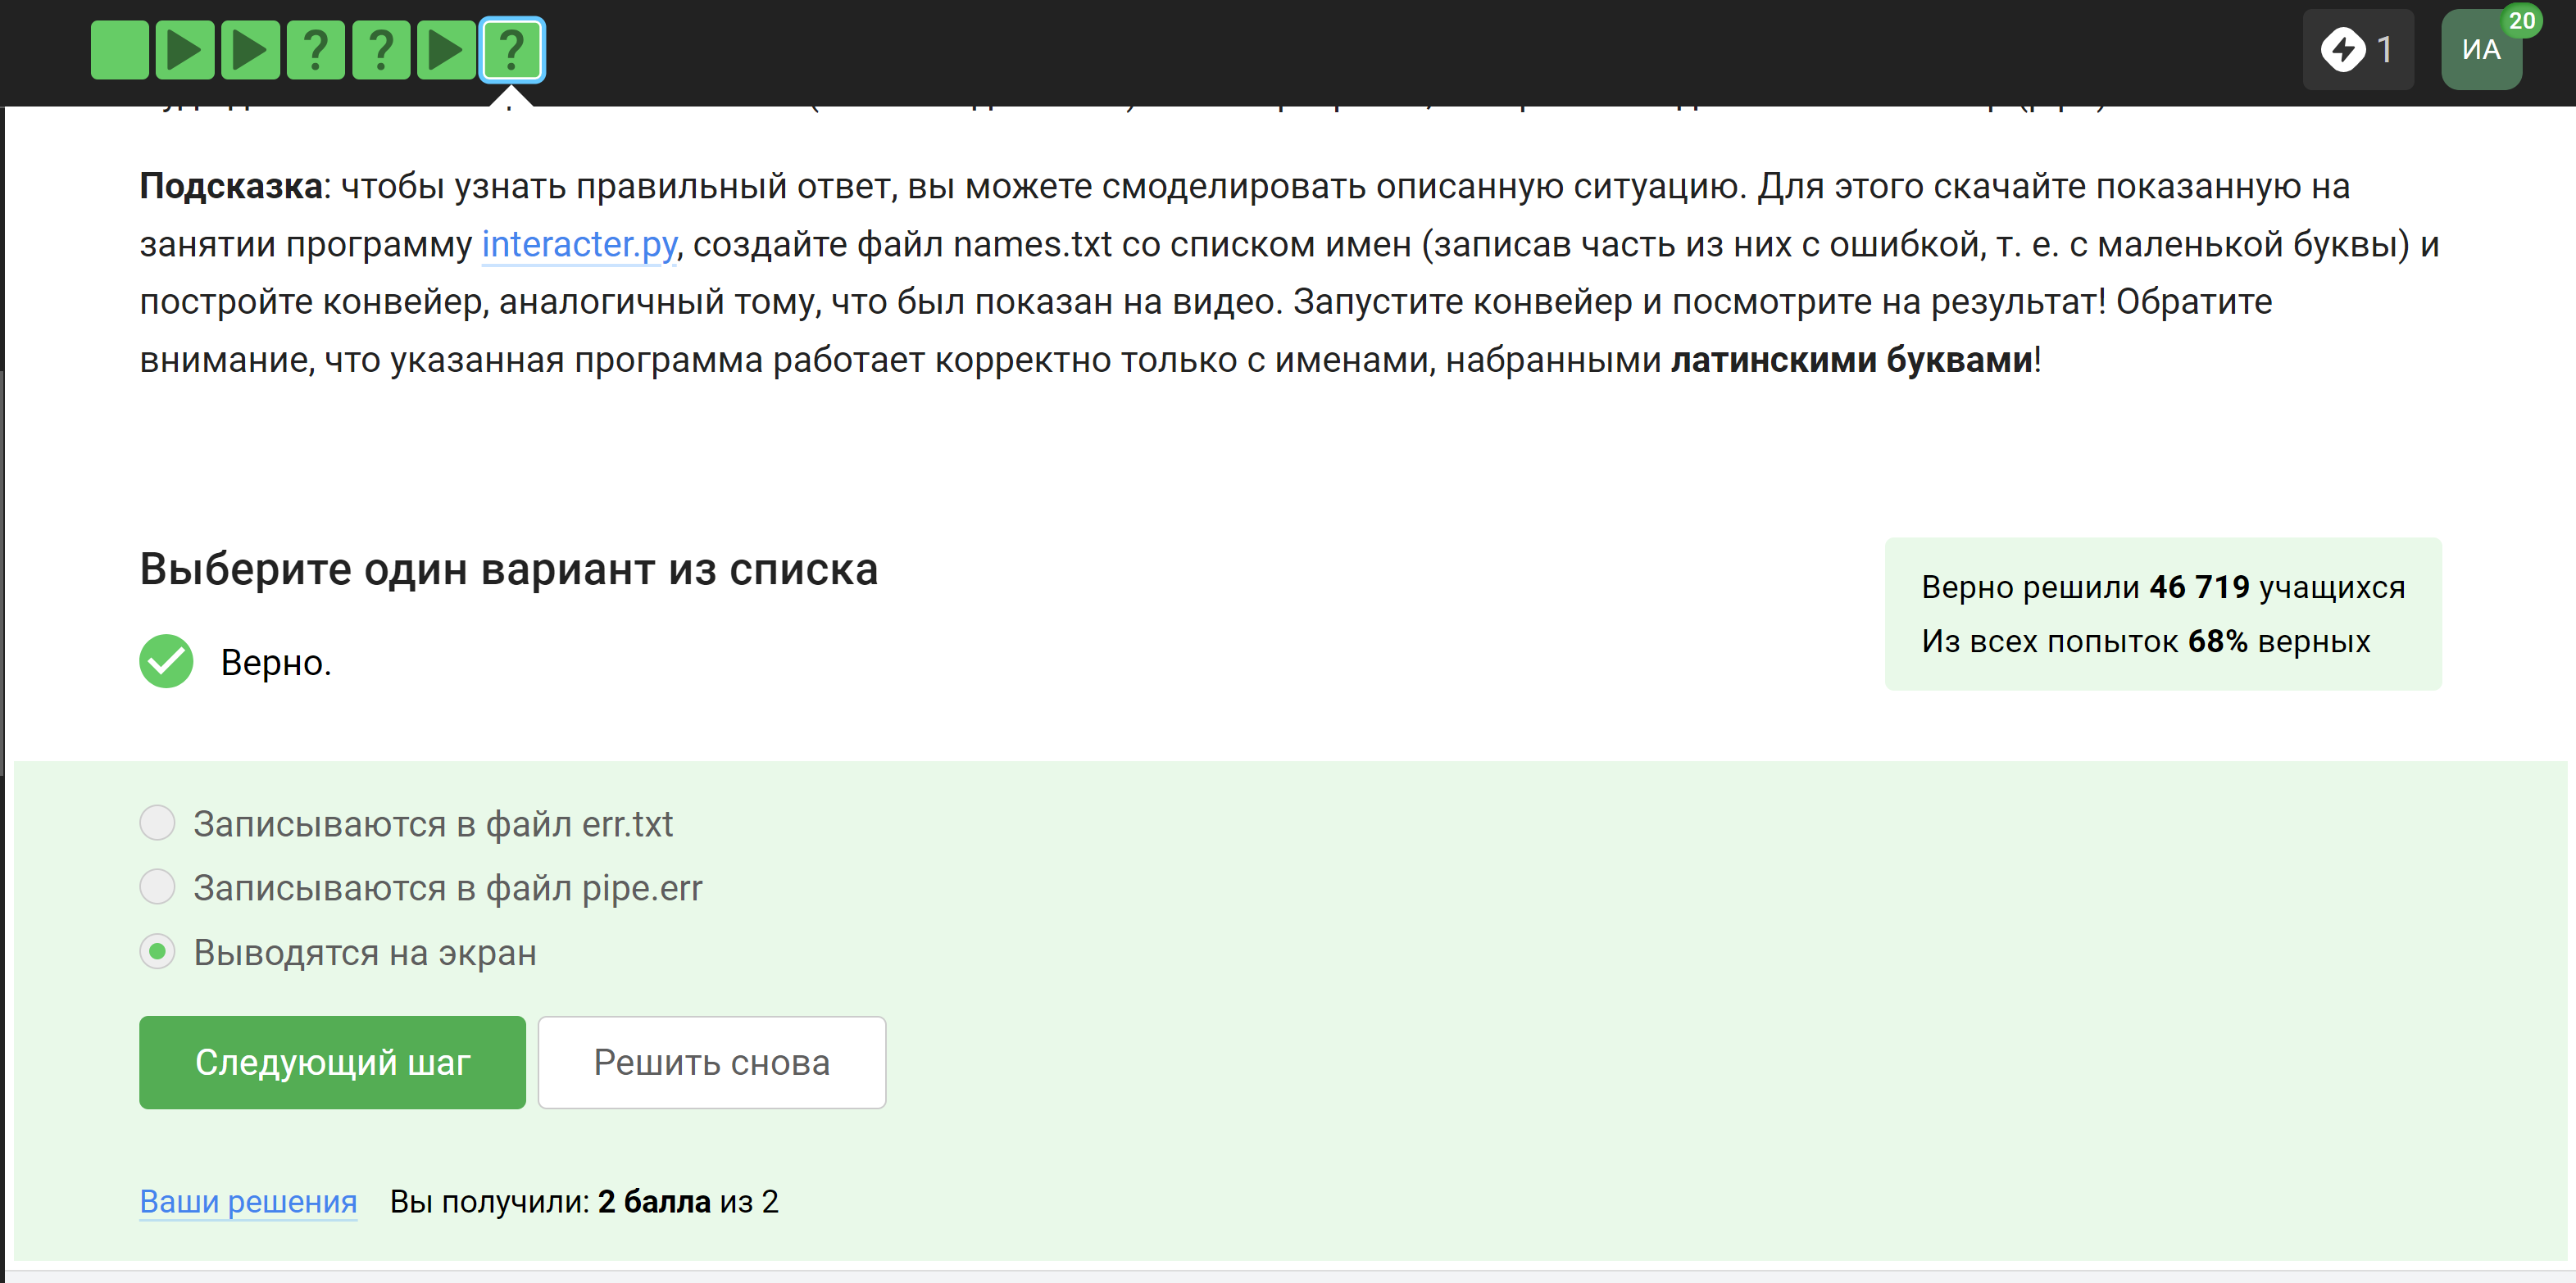 ? ? ?
1
ИА
20
Подсказка: чтобы узнать правильный ответ, вы можете смоделировать описанную ситуацию. Для этого скачайте показанную на
занятии программу interacter.py, создайте файл names.txt со списком имен (записав часть из них с ошибкой, т. е. с маленькой буквы) и
постройте конвейер, аналогичный тому, что был показан на видео. Запустите конвейер и посмотрите на результат! Обратите
внимание, что указанная программа работает корректно только с именами, набранными латинскими буквами!
Выберите один вариант из списка
Верно решили 46 719 учащихся
Из всех попыток 68% верных
Верно.
Записываются в файл err.txt
Записываются в файл pipe.err
Выводятся на экран
Следующий шаг
Решить снова
Ваши решения Вы получили: 2 балла из 2